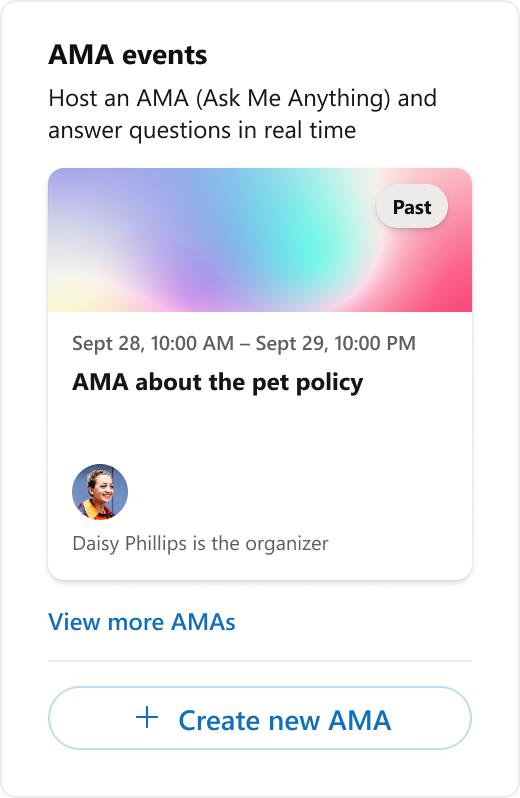 AMA events
Host an AMA (Ask Me Anything) and
answer questions in real time
Past
Sept 28, 10:00 AM – Sept 29, 10:00 PM
AMA about the pet policy
Daisy Phillips is the organizer
View more AMAs
Create new AMA